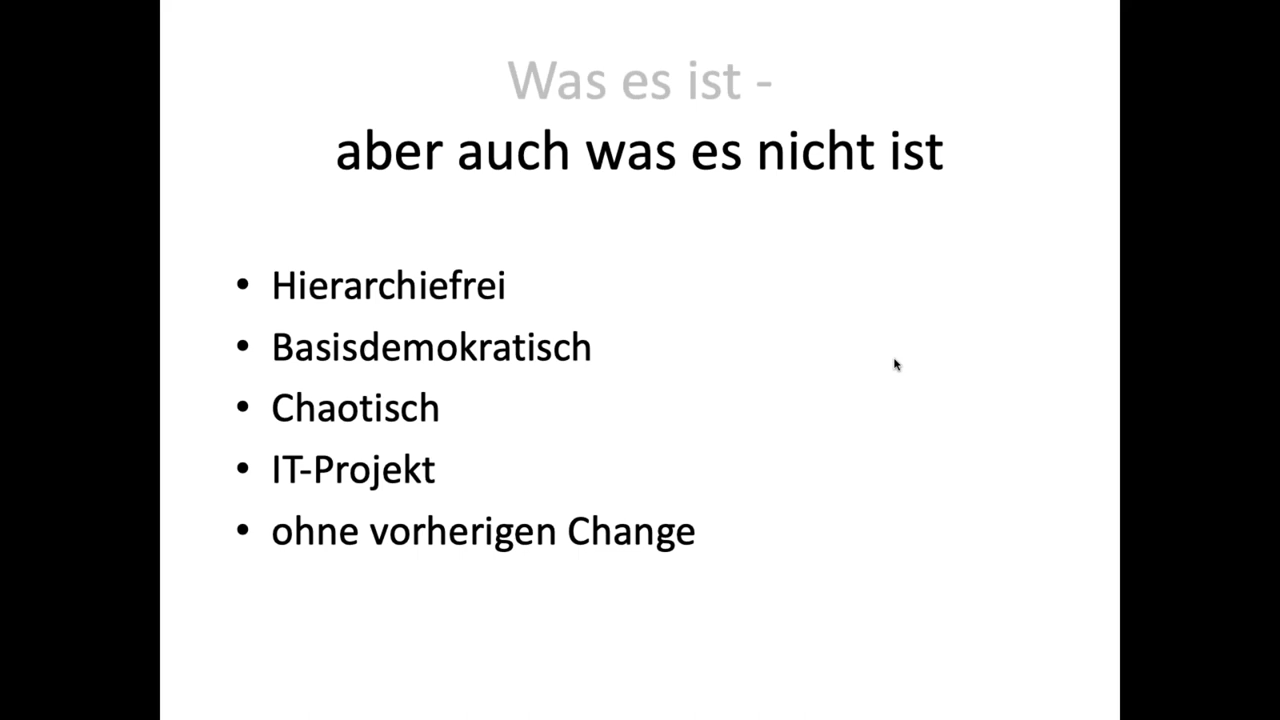 Was es ist -
aber auch was es nicht ist
• Hierarchiefrei
• Basisdemokratisch
• Chaotisch
• IT-Projekt
• ohne vorherigen Change